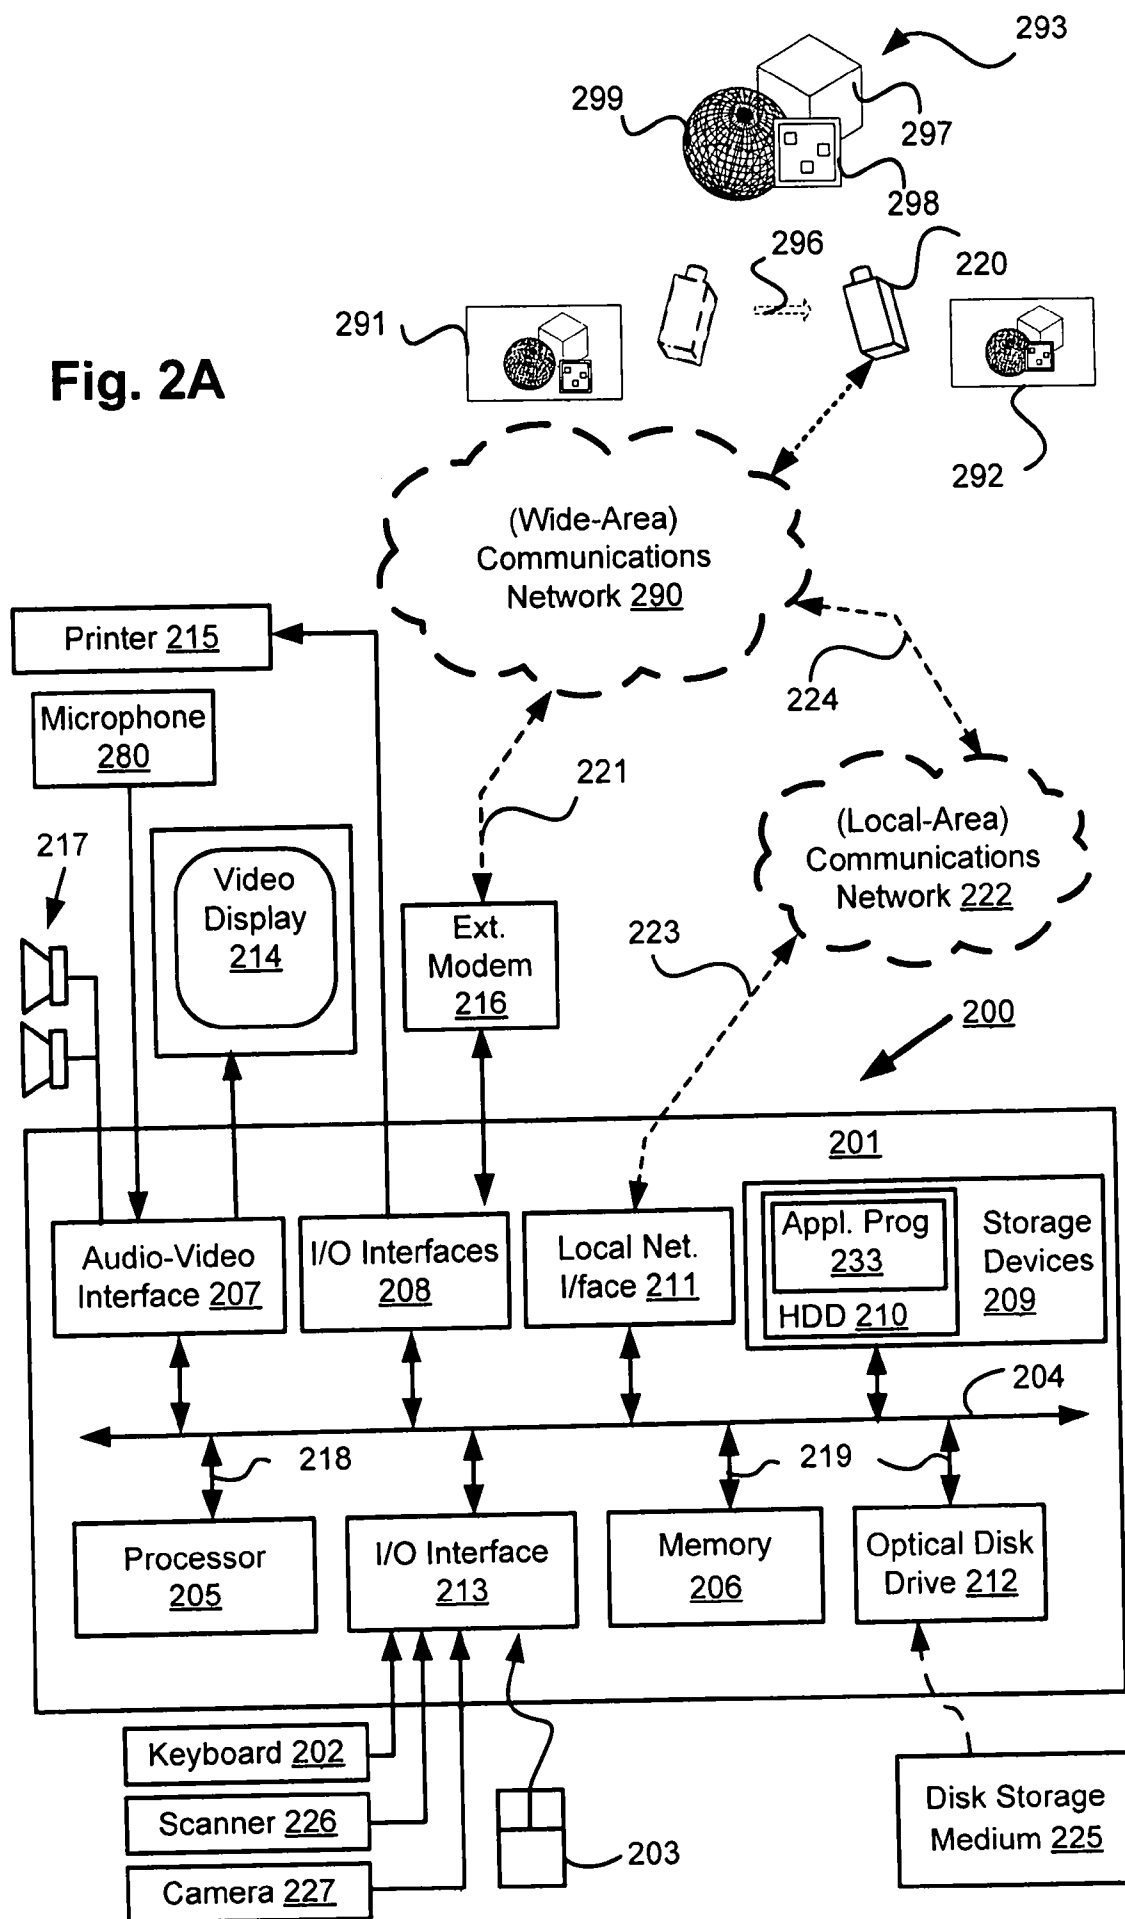 293
299
297
298
296
220
291
Fig. 2A
292
(Wide-Area)
Communications
Network 290
Printer 215
224
Microphone
280
221
(Local-Area)
Communications
Network 222
217
Video
Display
214
Ext.
Modem
216
223
200
201
Audio-Video
Interface 207
I/O Interfaces
208
Local Net.
I/face 211
Appl. Prog
233
HDD 210
Storage
Devices
209
204
218
219
Processor
205
I/O Interface
213
Memory
206
Optical Disk
Drive 212
Keyboard 202
Scanner 226
Camera 227
203
Disk Storage
Medium 225